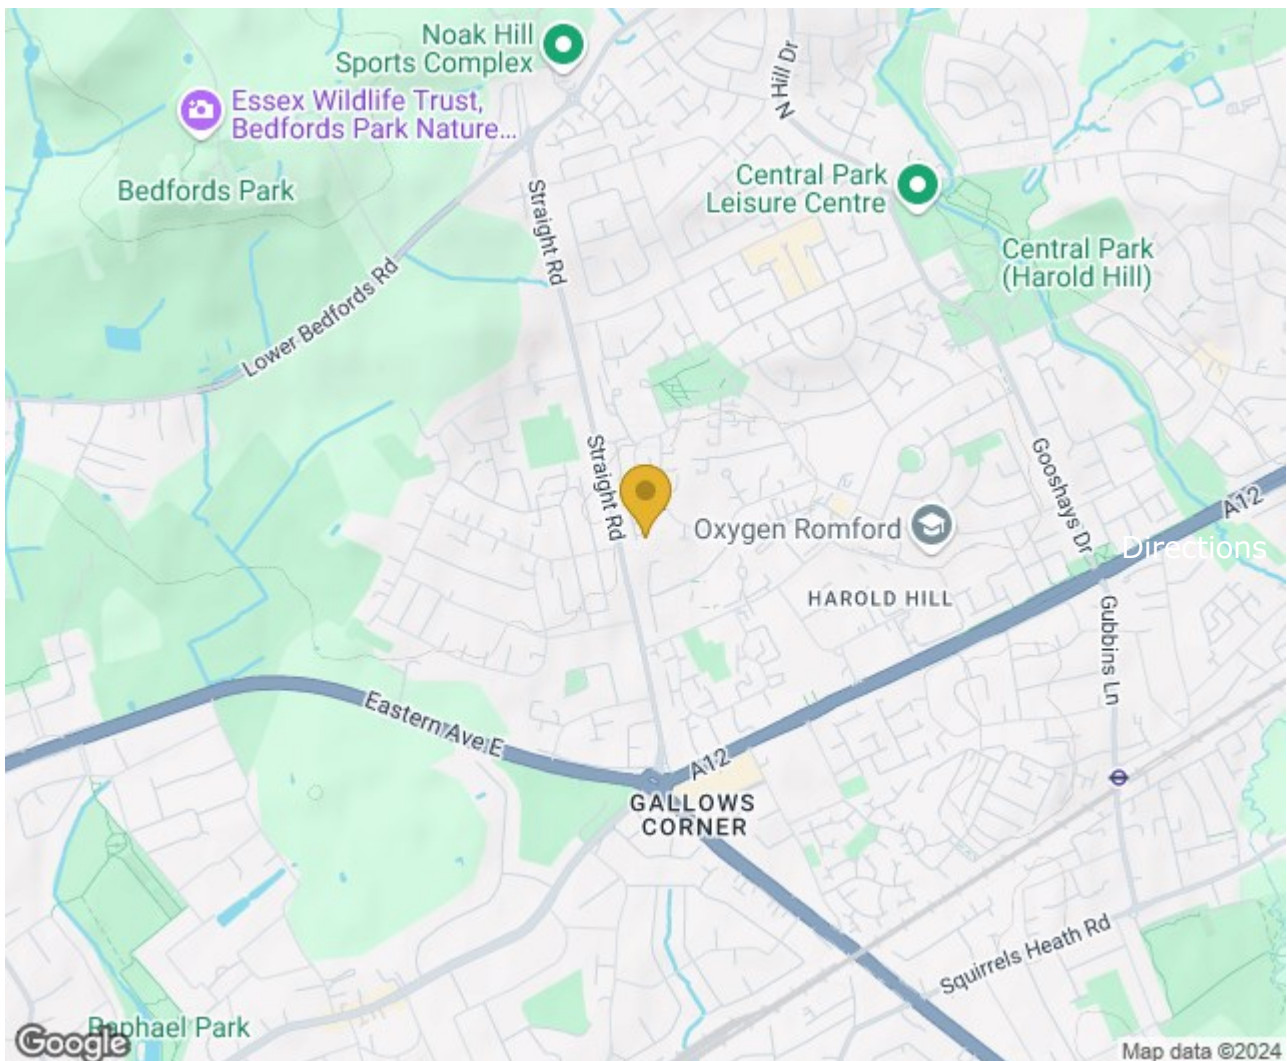 Noak Hill
Sports Complex
N Hill Dr
Essex Wildlife Trust,
Bedfords Park Nature...
Central Park
Leisure Centre
Bedfords Park
Straight Rd
Central Park
(Harold Hill)
Lower Bedfords Rd
Straight Rd
Gooshays Dr
A12
Oxygen Romford
Directions
HAROLD HILL
Gubbins Ln
Eastern Ave E
A12
GALLOWS
CORNER
Squirrels Heath Rd
Raphael Park
Google
Map data ©2024